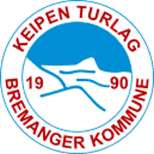 KEIPEN TURLAG
19 90
BREMANGER KOMMUNE